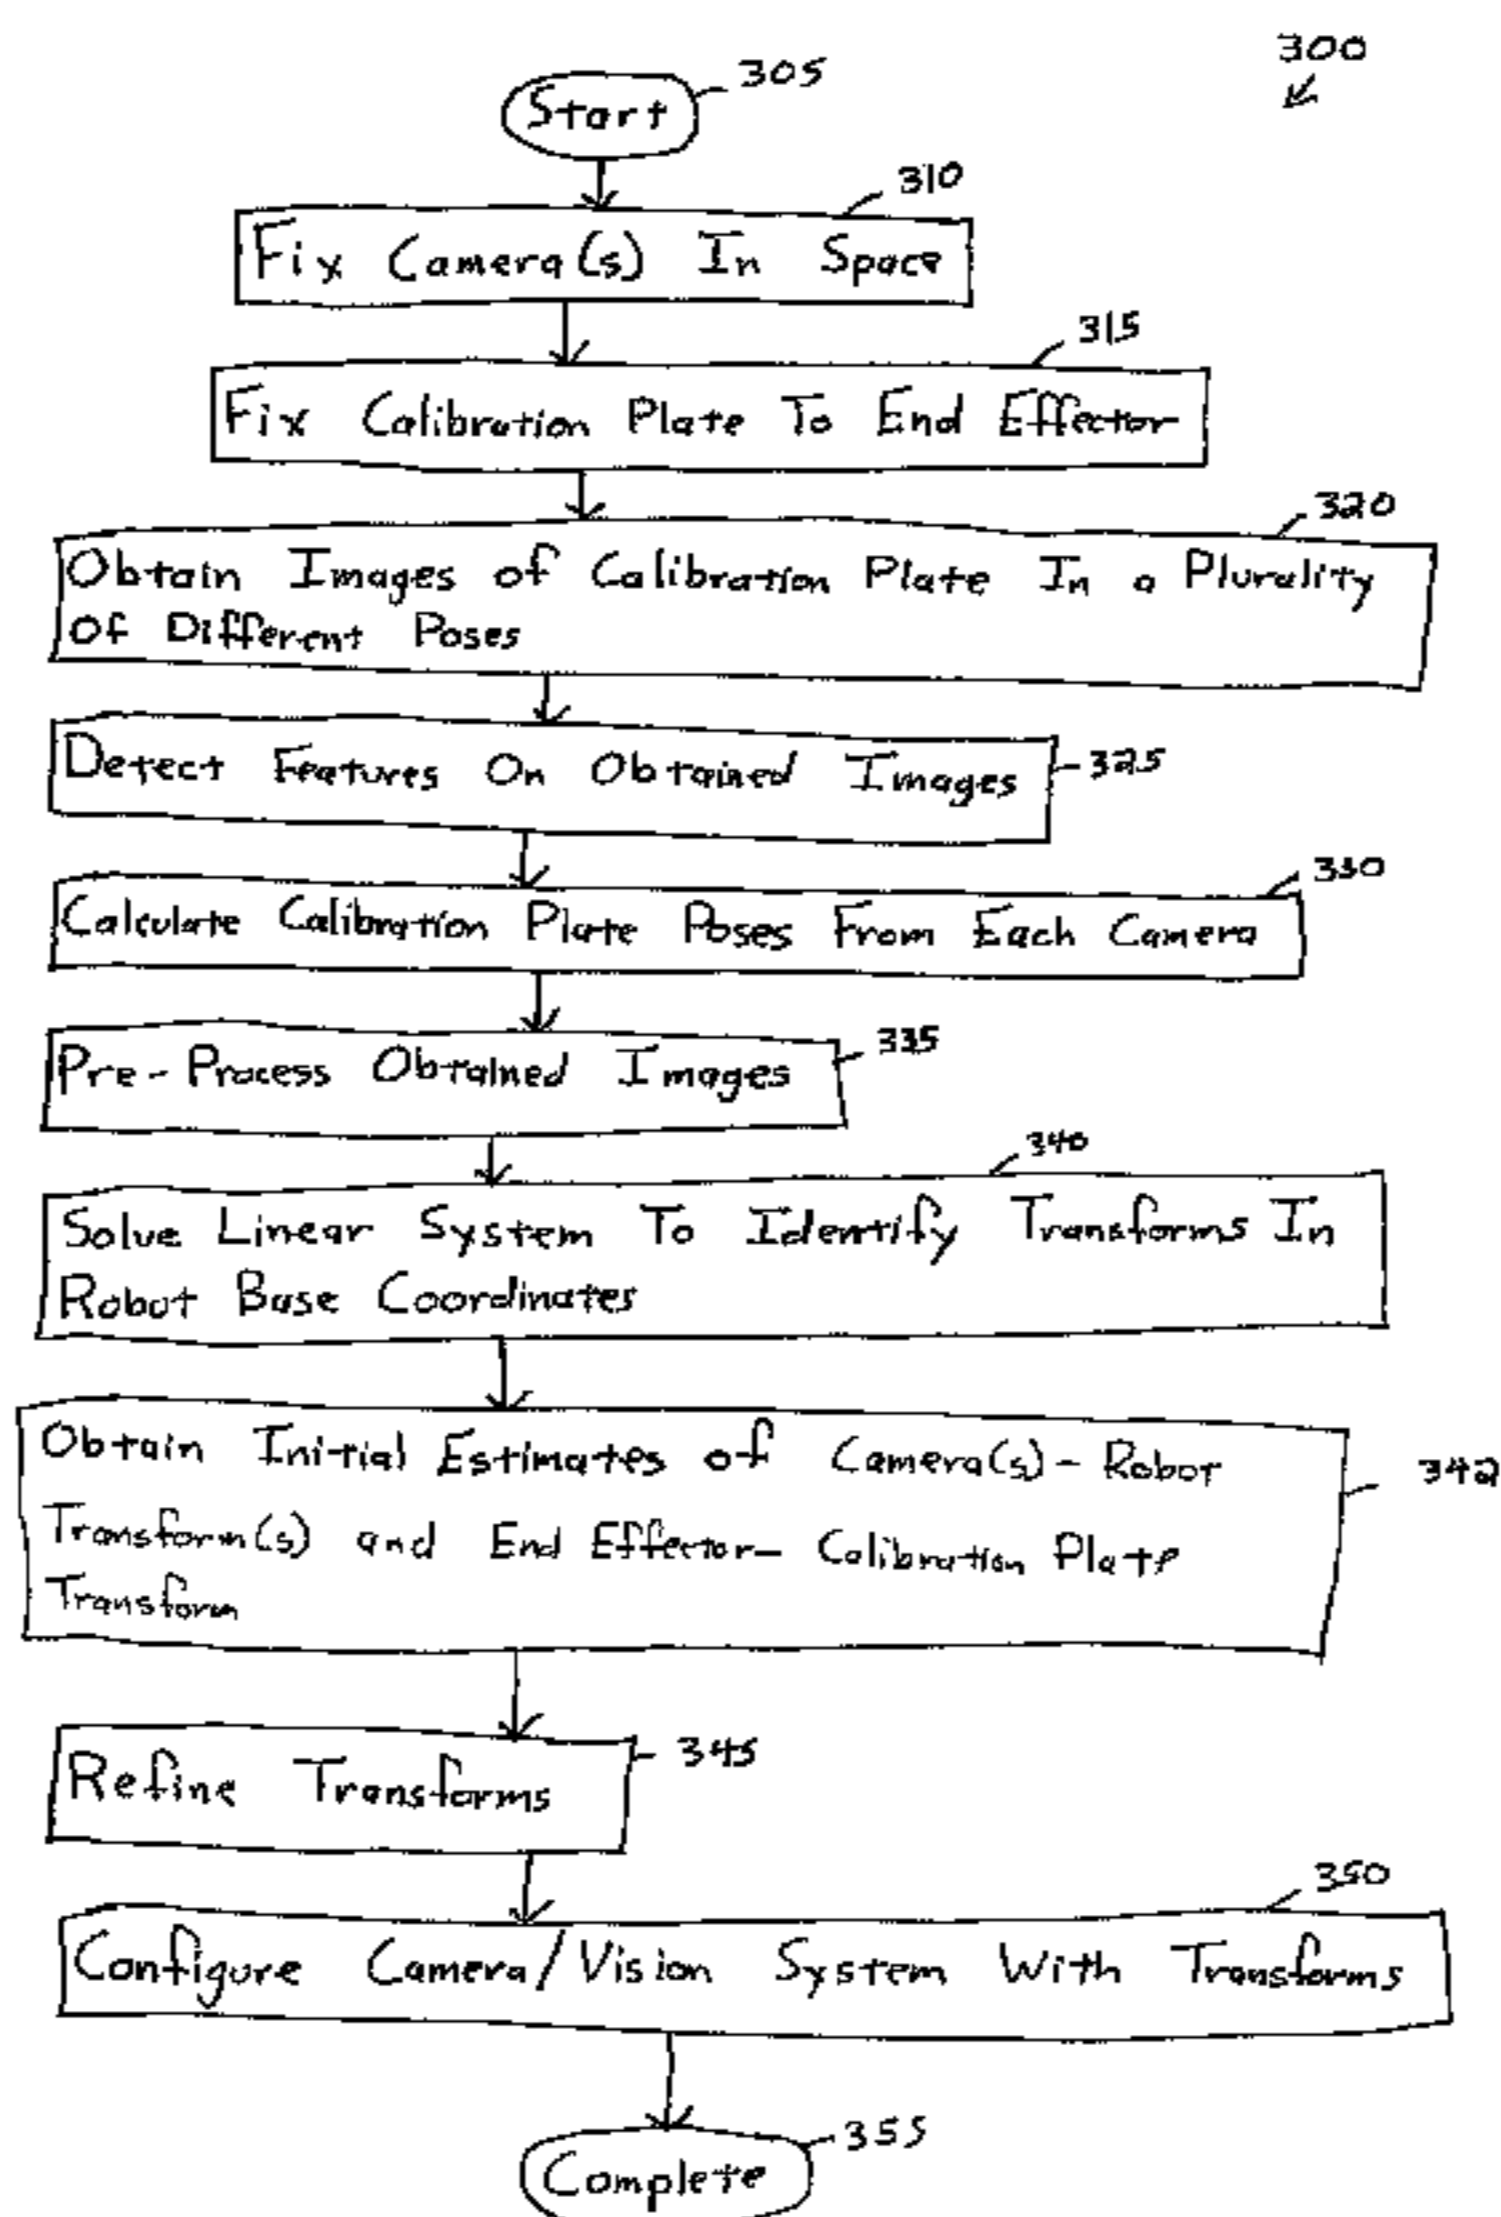 300
305
Start
310
Fix Camera(s) In Space
315
Fix Calibration Plate To End Effector
320
Obtain Images of Calibration Plate In a Plurality
Of Different Poses
Detect Features On Obtained Images
325
330
Calculate Calibration Plate Poses From Each Camera
335
Pre-Process Obtained Images
340
Solve Linear System To Identify Transforms In
Robot Base Coordinates
Obtain Initial Estimates of Camera(s)- Robot
342
Transform(s) and End Effector- Calibration Plate
Transform
345
Refine Transforms
350
Configure Camera/Vision System With Transforms
355
Complete